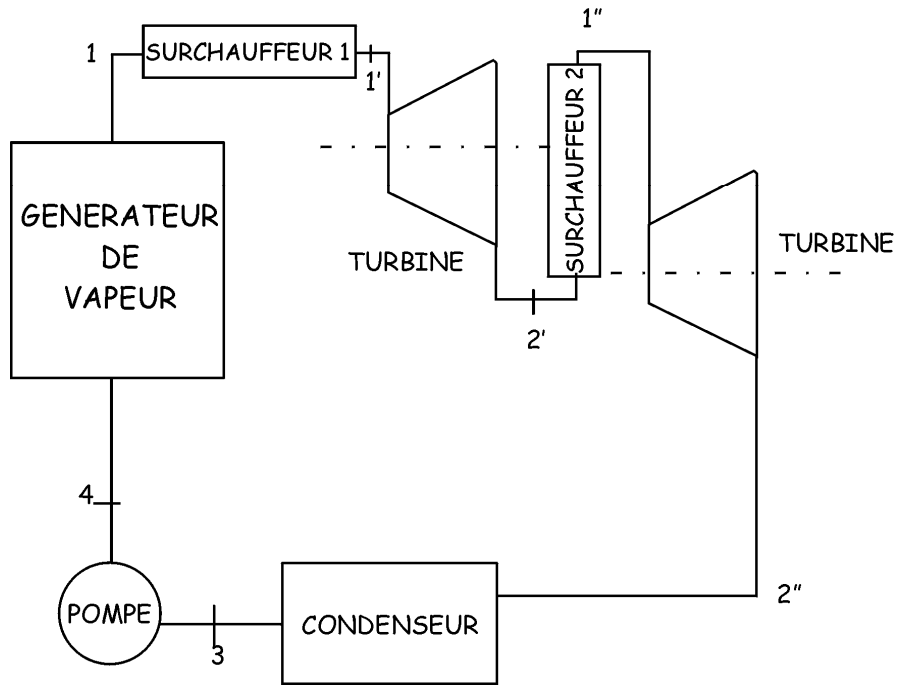 1"
1
SURCHAUFFEUR 1
1'
SURCHAUFFEUR 2
GENERATEUR
DE
VAPEUR
TURBINE
TURBINE
2'
4
POMPE
3
CONDENSEUR
2"